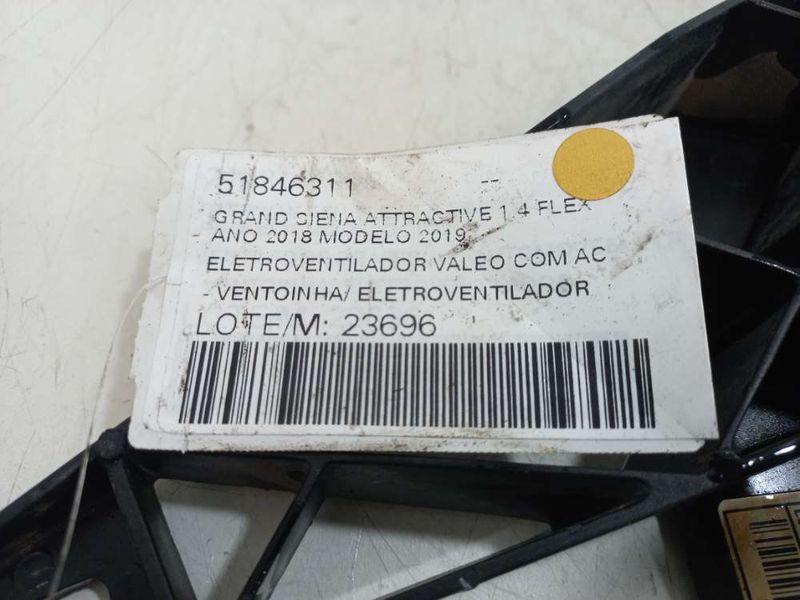 51846311 --
GRAND SIENA ATTRACTIVE 1.4 FLEX
- ANO 2018 MODELO 2019
ELETROVENTILADOR VALEO COM AC
- VENTOINHA/ ELETROVENTILADOR
LOTE/M: 23696